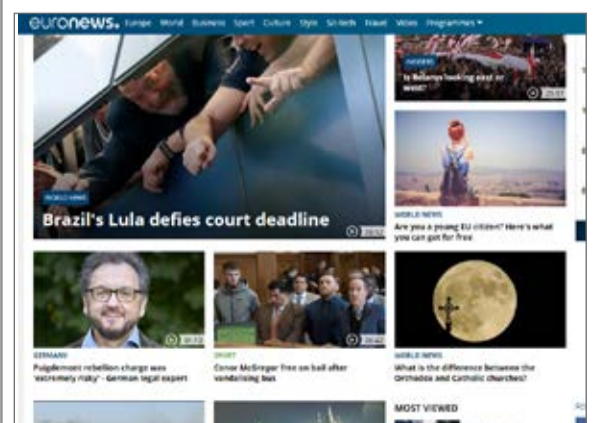 euronews. Europe World Business Sport Culture Style Sci-tech Travel Video Programmes
INSIDERS
Is Belarus looking east or
west?
WORLD NEWS
Brazil's Lula defies court deadline
WORLD NEWS
Are you a young EU citizen? Here's what
you can get for free
GERMANY
Puigdemont rebellion charge was
'extremely risky' - German legal expert
SPORT
Conor McGregor free on bail after
vandalising bus
WORLD NEWS
What is the difference between the
Orthodox and Catholic churches?
MOST VIEWED